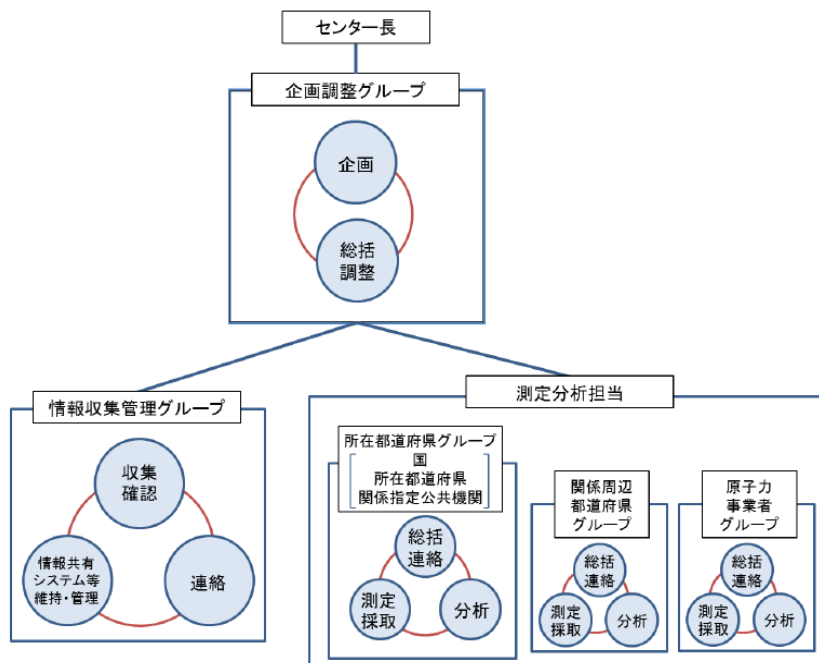 センター長
企画調整グループ
企画
総括
調整
情報収集管理グループ
収集
確認
情報共有
システム等
維持・管理
連絡
測定分析担当
所在都道府県グループ
国
所在都道府県
関係指定公共機関
総括
連絡
測定
採取
分析
関係周辺
都道府県
グループ
総括
連絡
測定
採取
分析
原子力
事業者
グループ
総括
連絡
測定
採取
分析